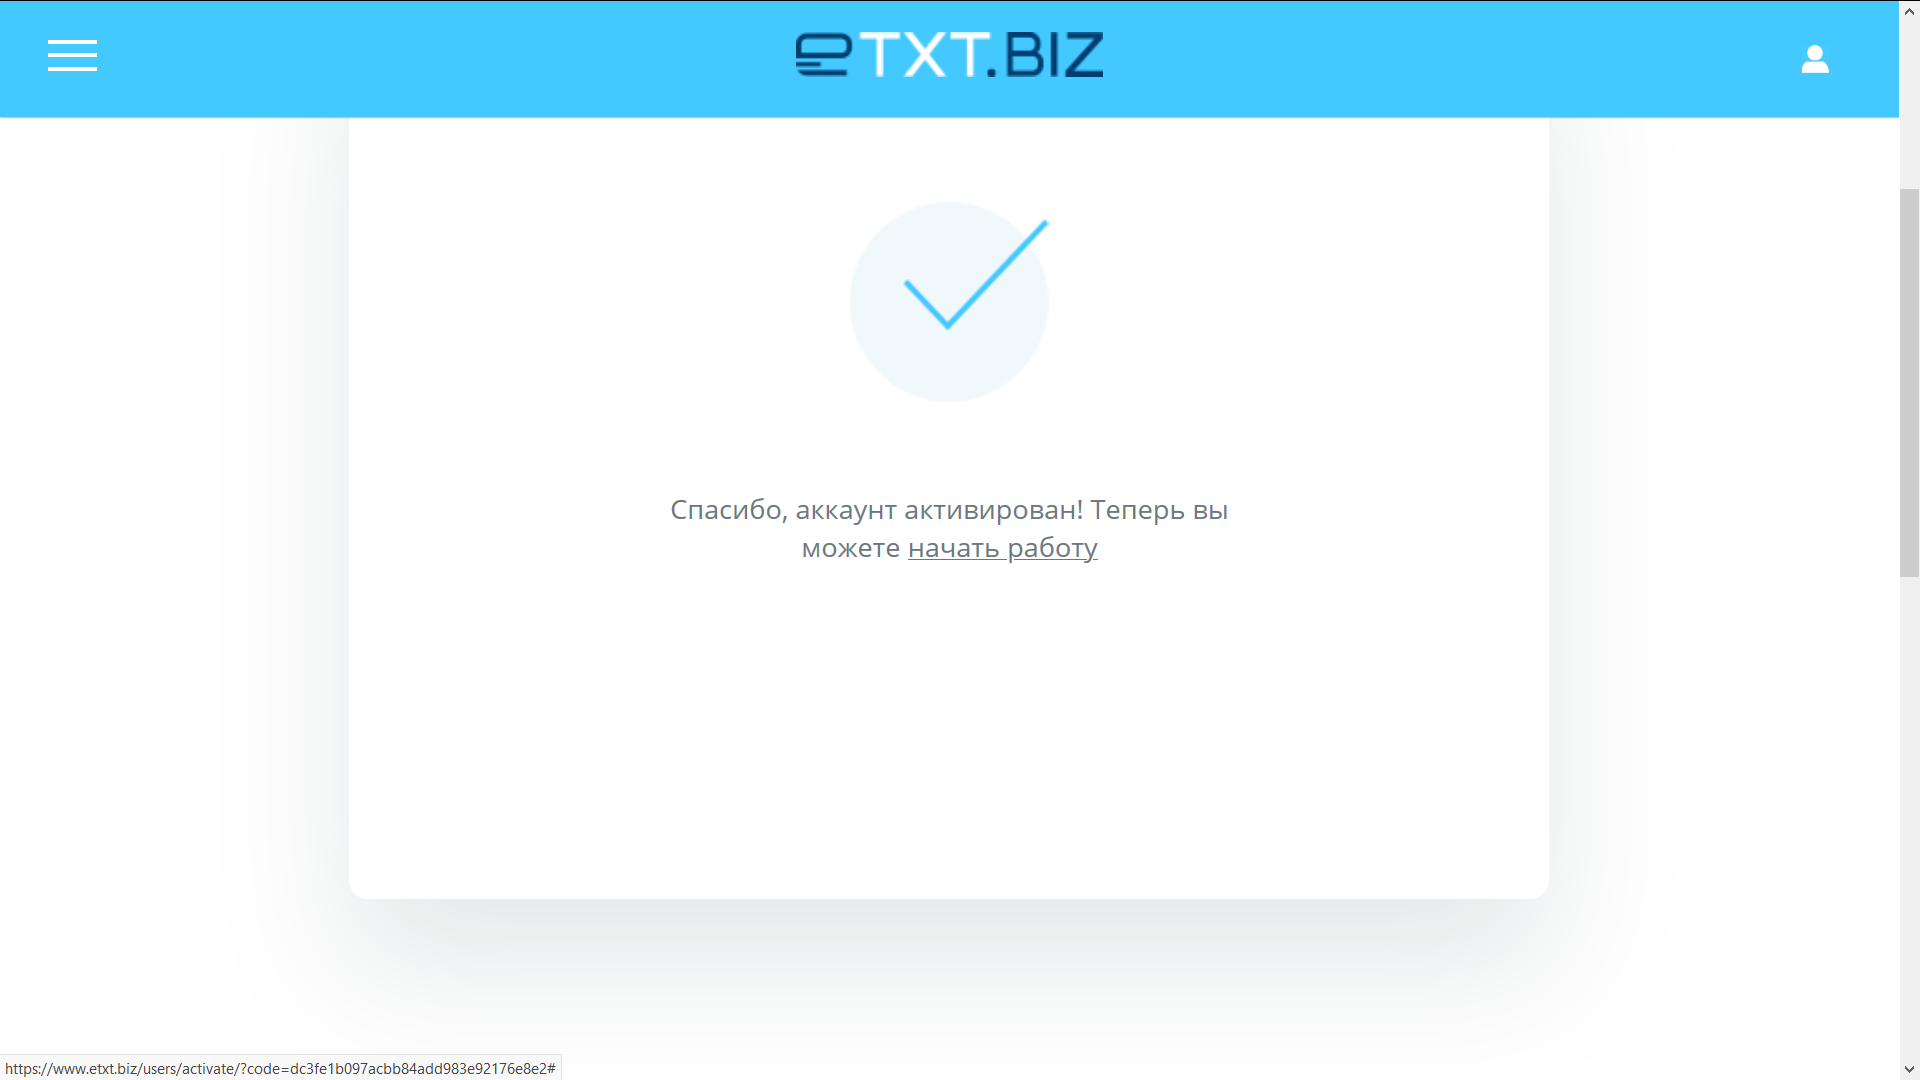 eTXT.BIZ
Спасибо, аккаунт активирован! Теперь вы
можете начать работу
https://www.etxt.biz/users/activate/?code=dc3fe1b097acbb84add983e92176e8e2#